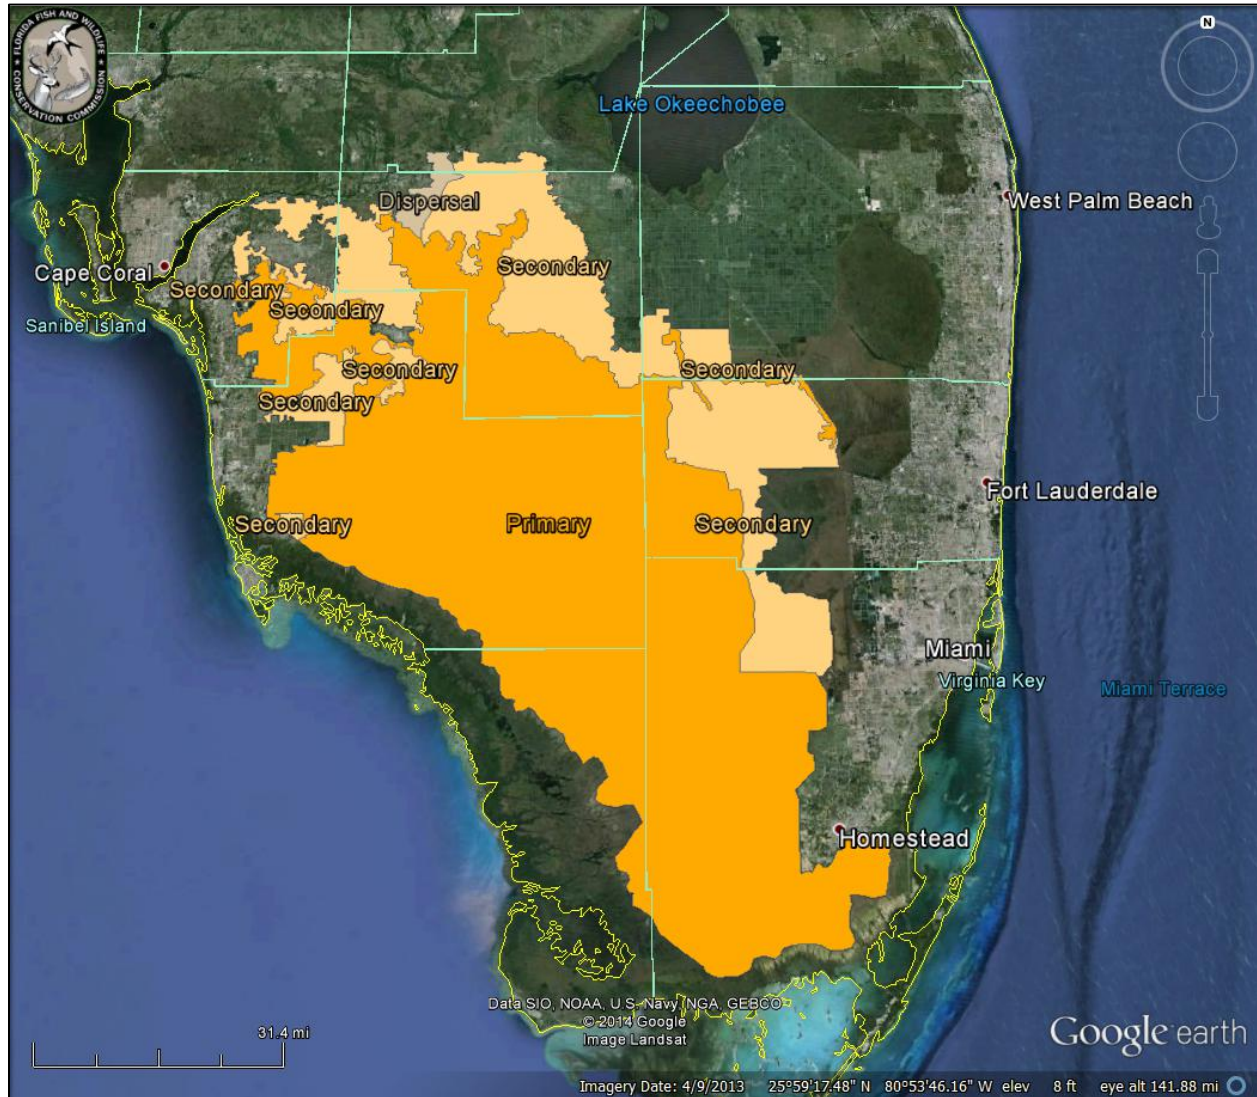 FLORIDA FISH AND WILDLIFE
CONSERVATION COMMISSION
N
Lake Okeechobee
Dispersal
West Palm Beach
Cape Coral
Secondary
Secondary
Secondary
Sanibel Island
Secondary
Secondary
Secondary
Fort Lauderdale
Secondary
Primary
Secondary
Miami
Virginia Key
Miami Terrace
Homestead
Data SIO, NOAA, U.S. Navy, NGA, GEBCO
© 2014 Google
Image Landsat
31.4 mi
Google earth
Imagery Date: 4/9/2013 25°59'17.48" N 80°53'46.16" W elev 8 ft eye alt 141.88 mi